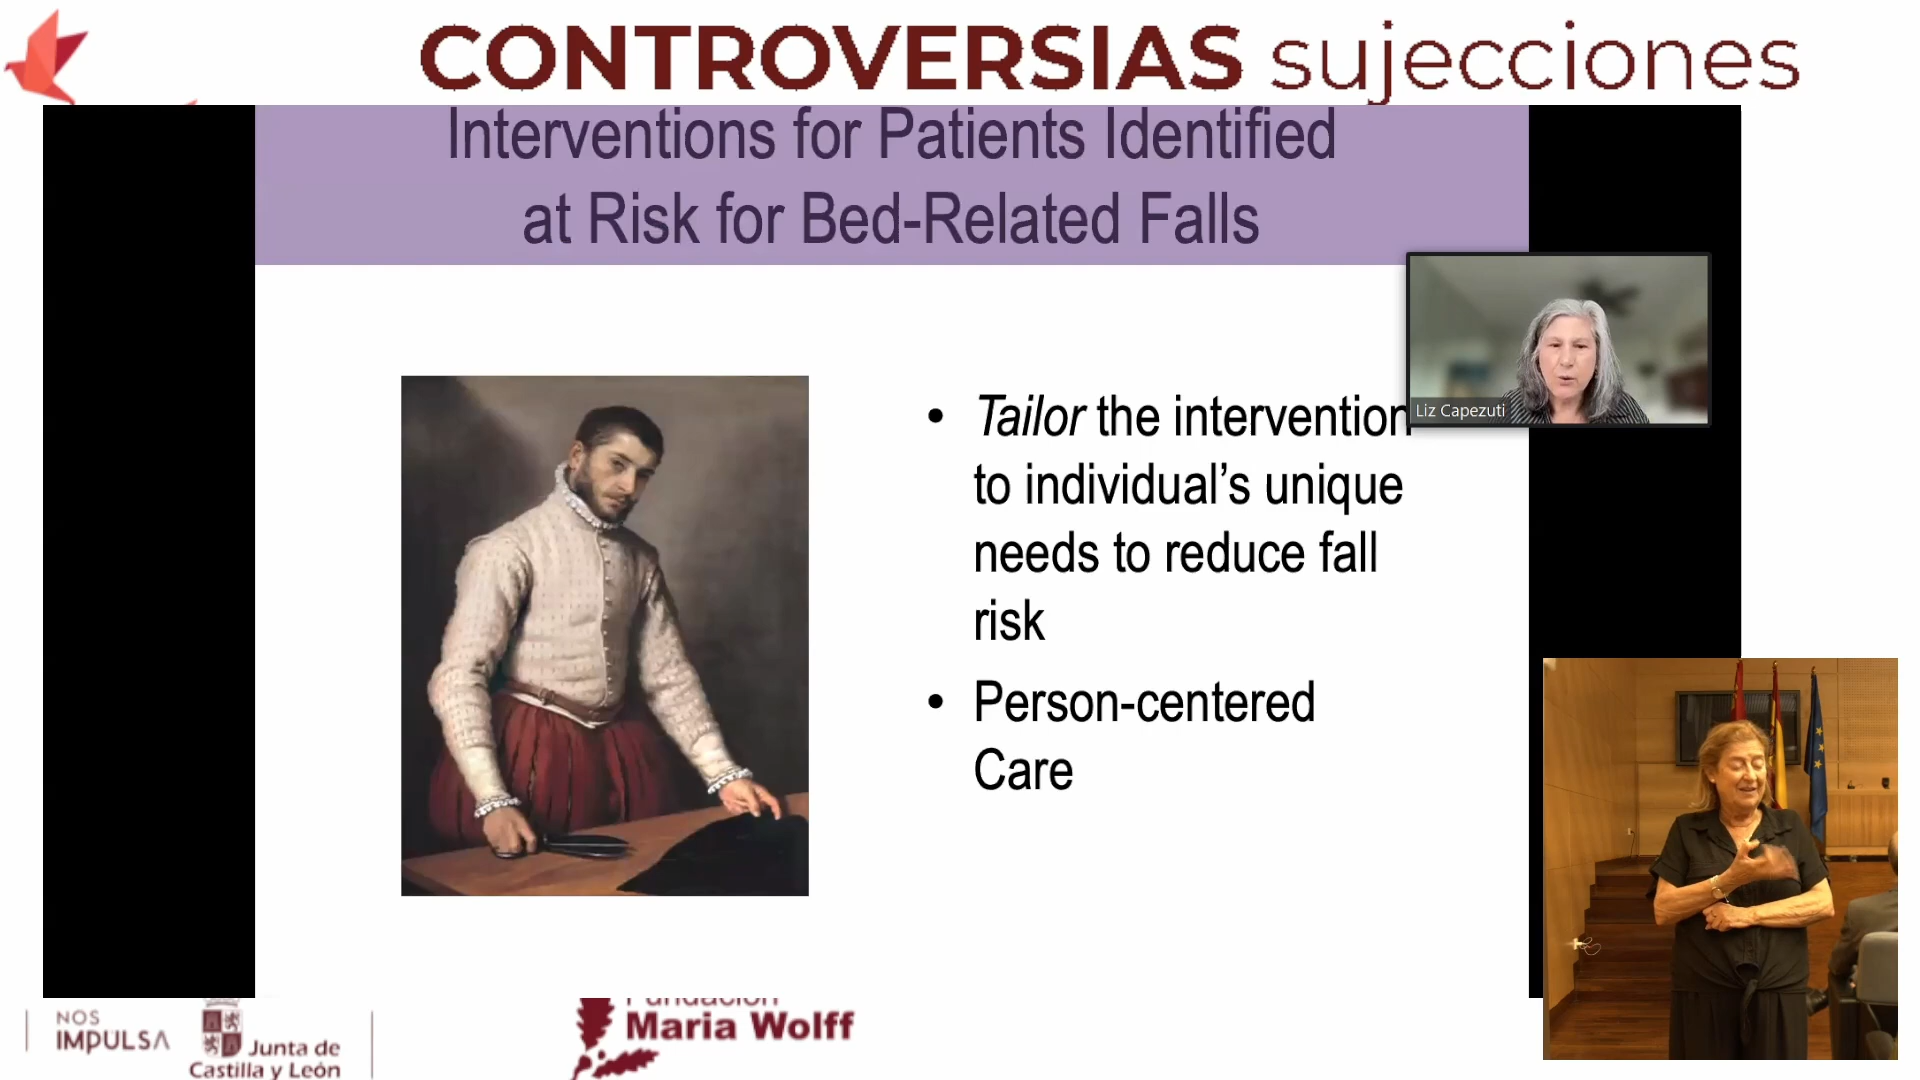 CONTROVERSIAS sujecciones
Interventions for Patients Identified
at Risk for Bed-Related Falls
• Tailor the intervention
to individual’s unique
needs to reduce fall
risk
• Person-centered
Care
Liz Capezuti
NOS
IMPULSA
Junta de
Castilla y León
Fundación
Maria Wolff